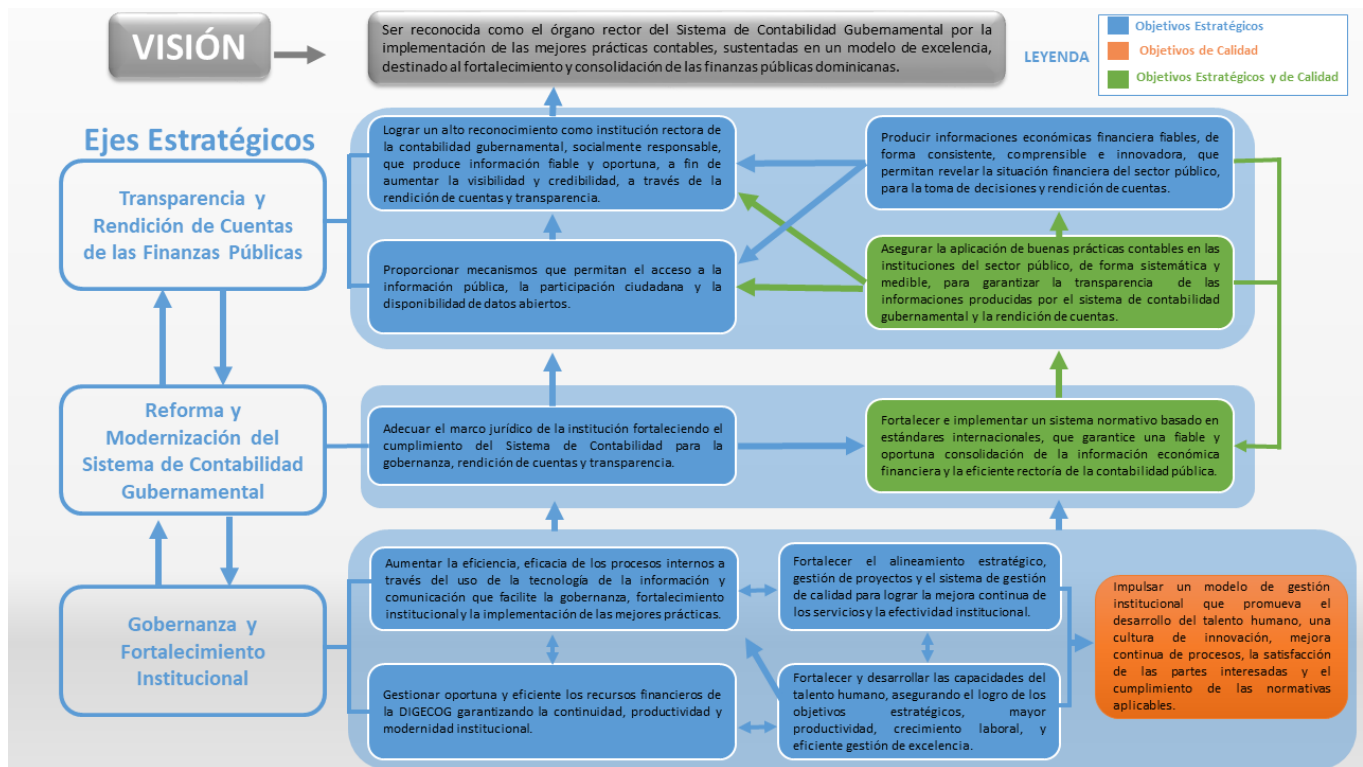 VISIÓN
Ser reconocida como el órgano rector del Sistema de Contabilidad Gubernamental por la
implementación de las mejores prácticas contables, sustentadas en un modelo de excelencia,
destinado al fortalecimiento y consolidación de las finanzas públicas dominicanas.
LEYENDA
Objetivos Estratégicos
Objetivos de Calidad
Objetivos Estratégicos y de Calidad
Ejes Estratégicos
Transparencia y
Rendición de Cuentas
de las Finanzas Públicas
Lograr un alto reconocimiento como institución rectora de
la contabilidad gubernamental, socialmente responsable,
que produce información fiable y oportuna, a fin de
aumentar la visibilidad y credibilidad, a través de la
rendición de cuentas y transparencia.
Producir informaciones económicas financiera fiables, de
forma consistente, comprensible e innovadora, que
permitan revelar la situación financiera del sector público,
para la toma de decisiones y rendición de cuentas.
Proporcionar mecanismos que permitan el acceso a la
información pública, la participación ciudadana y la
disponibilidad de datos abiertos.
Asegurar la aplicación de buenas prácticas contables en las
instituciones del sector público, de forma sistemática y
medible, para garantizar la transparencia de las
informaciones producidas por el sistema de contabilidad
gubernamental y la rendición de cuentas.
Reforma y
Modernización del
Sistema de Contabilidad
Gubernamental
Adecuar el marco jurídico de la institución fortaleciendo el
cumplimiento del Sistema de Contabilidad para la
gobernanza, rendición de cuentas y transparencia.
Fortalecer e implementar un sistema normativo basado en
estándares internacionales, que garantice una fiable y
oportuna consolidación de la información económica
financiera y la eficiente rectoría de la contabilidad pública.
Gobernanza y
Fortalecimiento
Institucional
Aumentar la eficiencia, eficacia de los procesos internos a
través del uso de la tecnología de la información y
comunicación que facilite la gobernanza, fortalecimiento
institucional y la implementación de las mejores prácticas.
Fortalecer el alineamiento estratégico,
gestión de proyectos y el sistema de gestión
de calidad para lograr la mejora continua de
los servicios y la efectividad institucional.
Gestionar oportuna y eficiente los recursos financieros de
la DIGECOG garantizando la continuidad, productividad y
modernidad institucional.
Fortalecer y desarrollar las capacidades del
talento humano, asegurando el logro de los
objetivos estratégicos, mayor
productividad, crecimiento laboral, y
eficiente gestión de excelencia.
Impulsar un modelo de gestión
institucional que promueva el
desarrollo del talento humano, una
cultura de innovación, mejora
continua de procesos, la satisfacción
de las partes interesadas y el
cumplimiento de las normativas
aplicables.